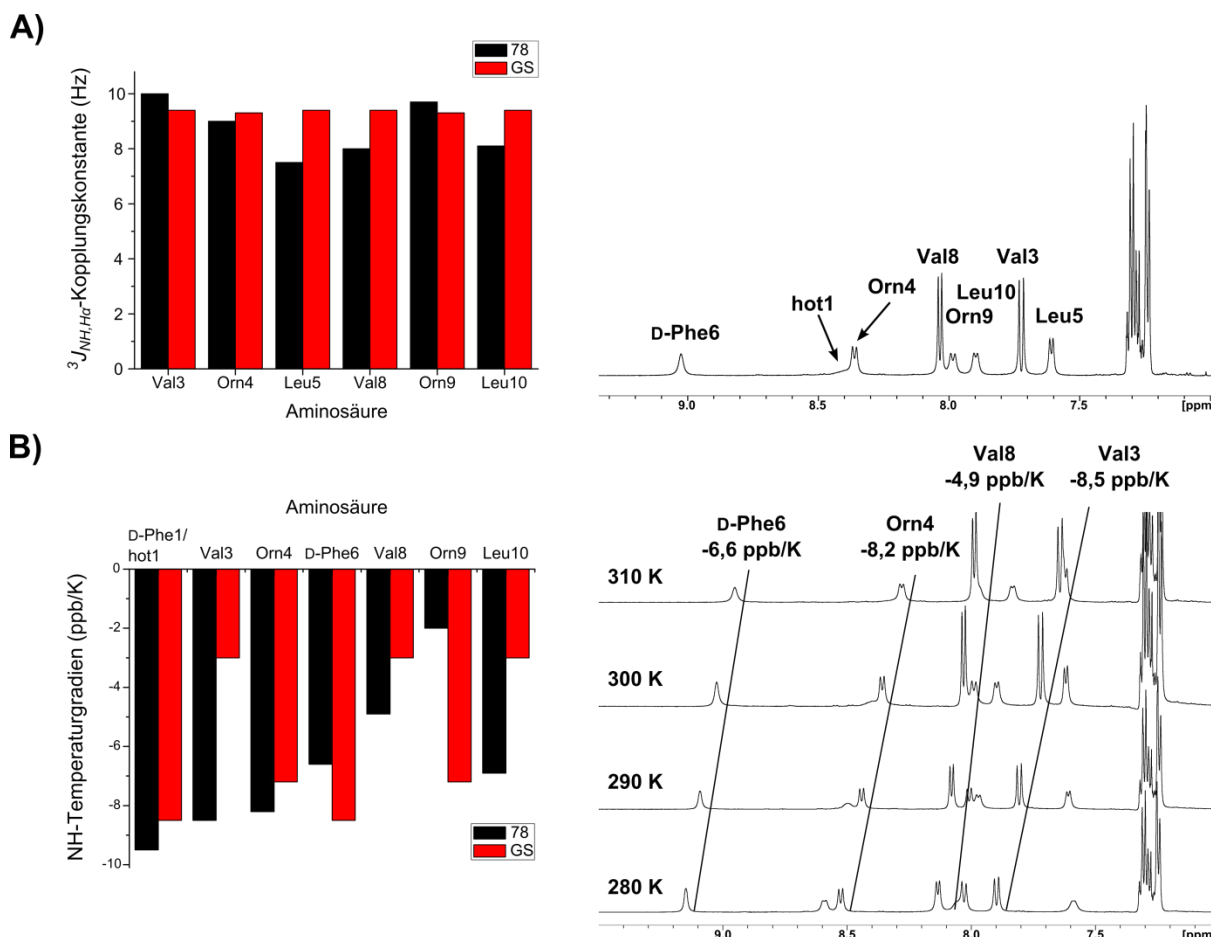 A)
78
GS
10
8
6
4
2
0
³J_NH,Hα-Kopplungskonstante (Hz)
Val3 Orn4 Leu5 Val8 Orn9 Leu10
Aminosäure
D-Phe6
hot1
Orn4
Val8
Leu10
Orn9
Val3
Leu5
9.0 8.5 8.0 7.5 [ppm]
B)
Aminosäure
D-Phe1/
hot1 Val3 Orn4 D-Phe6 Val8 Orn9 Leu10
0
-2
-4
-6
-8
-10
NH-Temperaturgradien (ppb/K)
78
GS
Val8
-4,9 ppb/K
Val3
-8,5 ppb/K
D-Phe6
-6,6 ppb/K
Orn4
-8,2 ppb/K
310 K
300 K
290 K
280 K
8.5 8.0 7.5 [ppm]